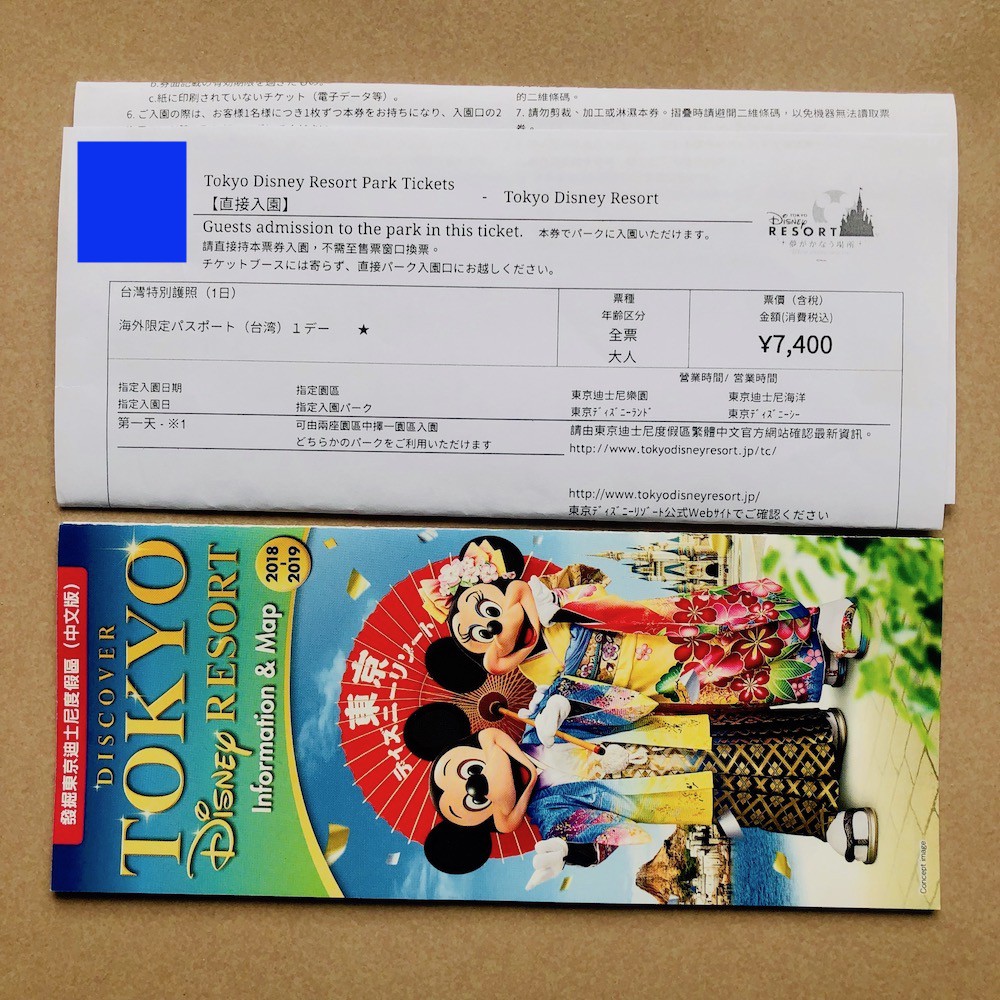 c.紙に印刷されていないチケット（電子データ等）。
6. ご入園の際は、お客様1名様につき1枚ずつ本券をお持ちになり、入園口の2
的二維條碼。
7. 請勿剪裁、加工或淋濕本券。摺疊時請避開二維條碼，以免機器無法讀取票
券。
Tokyo Disney Resort Park Tickets
【直接入園】
- Tokyo Disney Resort
Guests admission to the park in this ticket. 本券でパークに入園いただけます。
請直接持本票券入園，不需至售票窗口換票。
チケットブースには寄らず、直接パーク入園口にお越しください。
TOKYO
Disney
RESORT
夢がかなう場所
台灣特別護照（1日）
海外限定パスポート（台湾）１デー ★
票種
年齢区分
全票
大人
票價（含稅）
金額(消費税込)
¥7,400
營業時間/ 営業時間
指定入園日期
指定入園日
指定園區
指定入園パーク
東京迪士尼樂園
東京ﾃﾞｨｽﾞﾆｰﾗﾝﾄﾞ
東京迪士尼海洋
東京ﾃﾞｨｽﾞﾆｰｼｰ
第一天 - ※1
可由兩座園區中擇一園區入園
どちらかのパークをご利用いただけます
請由東京迪士尼度假區繁體中文官方網站確認最新資訊。
http://www.tokyodisneyresort.jp/tc/
http://www.tokyodisneyresort.jp/
東京ﾃﾞｨｽﾞﾆｰﾘｿﾞｰﾄ公式Webｻｲﾄでご確認ください
發掘東京迪士尼度假區（中文版）
DISCOVER
TOKYO
Disney RESORT
2018-2019
Information & Map
東京
ディズニーリゾート
Concept image